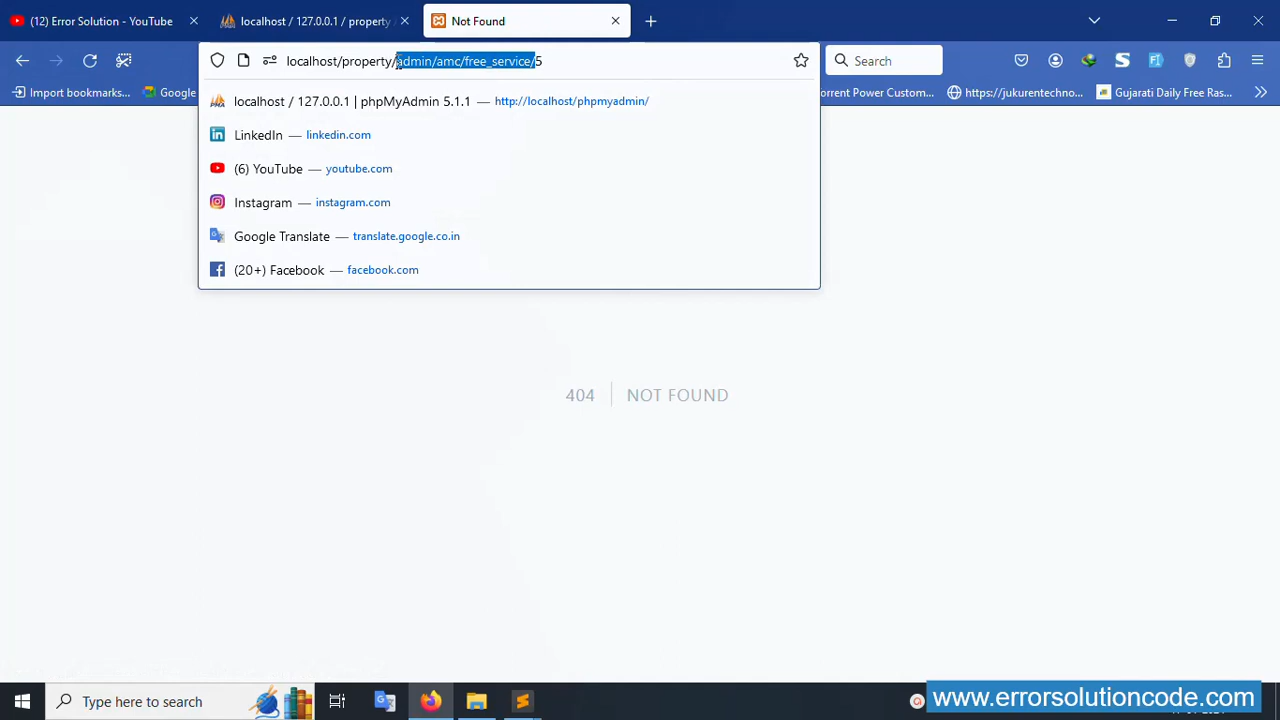 (12) Error Solution - YouTube
localhost / 127.0.0.1 / property
Not Found
localhost/property/admin/amc/free_service/5
Search
Import bookmarks...
Google
orrent Power Custom...
https://jukurentechno...
Gujarati Daily Free Ras...
localhost / 127.0.0.1 | phpMyAdmin 5.1.1 — http://localhost/phpmyadmin/
LinkedIn — linkedin.com
(6) YouTube — youtube.com
Instagram — instagram.com
Google Translate — translate.google.co.in
(20+) Facebook — facebook.com
404 | NOT FOUND
Type here to search
www.errorsolutioncode.com